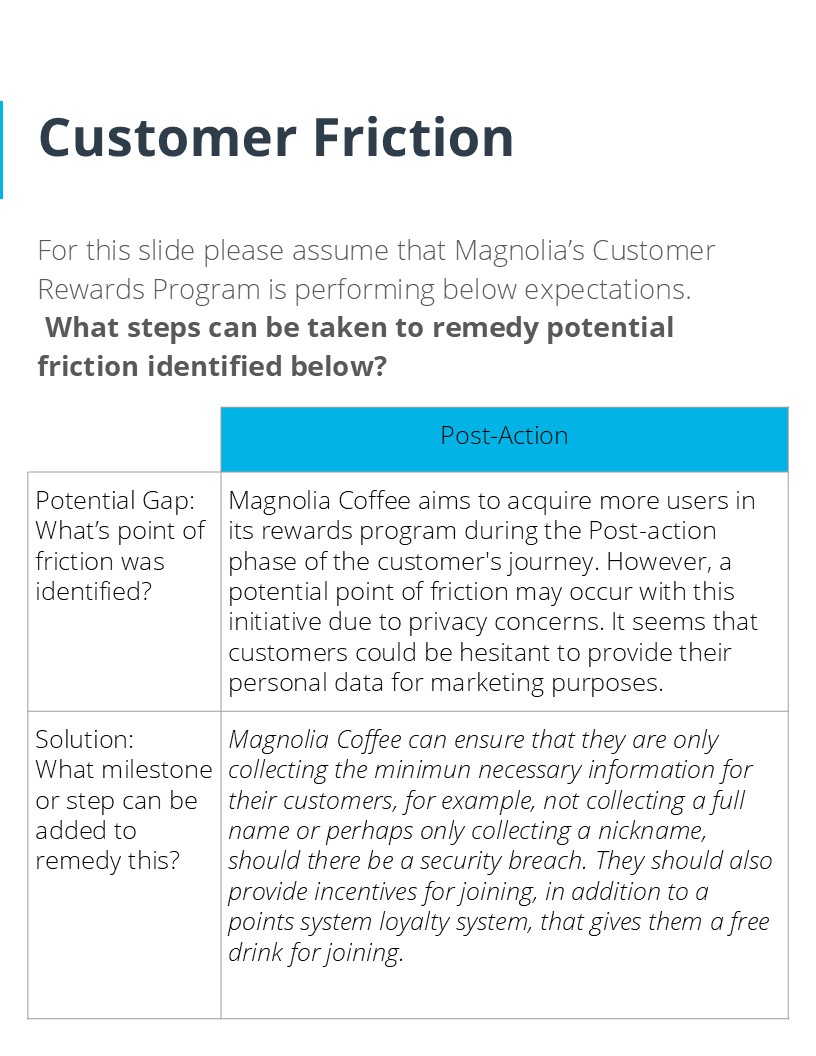 Customer Friction
For this slide please assume that Magnolia’s Customer
Rewards Program is performing below expectations.
What steps can be taken to remedy potential
friction identified below?
Post-Action
Potential Gap:
What’s point of
friction was
identified?
Magnolia Coffee aims to acquire more users in
its rewards program during the Post-action
phase of the customer's journey. However, a
potential point of friction may occur with this
initiative due to privacy concerns. It seems that
customers could be hesitant to provide their
personal data for marketing purposes.
Solution:
What milestone
or step can be
added to
remedy this?
Magnolia Coffee can ensure that they are only
collecting the minimun necessary information for
their customers, for example, not collecting a full
name or perhaps only collecting a nickname,
should there be a security breach. They should also
provide incentives for joining, in addition to a
points system loyalty system, that gives them a free
drink for joining.